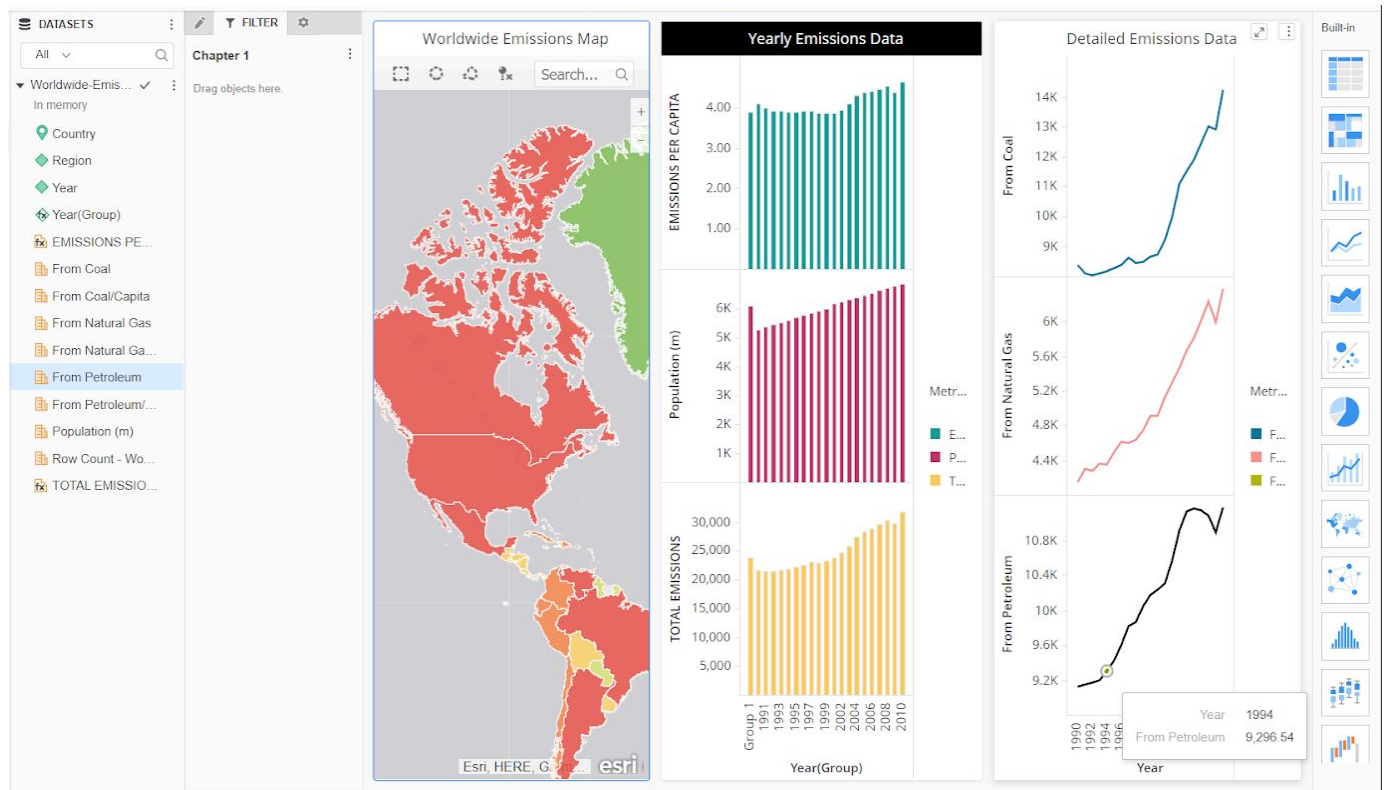 DATASETS
All
Worldwide-Emis...
In memory
Country
Region
Year
Year(Group)
EMISSIONS PE...
From Coal
From Coal/Capita
From Natural Gas
From Natural Ga...
From Petroleum
From Petroleum/...
Population (m)
Row Count - Wo...
TOTAL EMISSIO...
FILTER
Chapter 1
Drag objects here.
Worldwide Emissions Map
Search...
Esri, HERE,
esri
Yearly Emissions Data
EMISSIONS PER CAPITA
4.00
3.00
2.00
1.00
Population (m)
6K
5K
4K
3K
2K
1K
TOTAL EMISSIONS
30,000
25,000
20,000
15,000
10,000
5,000
Group 1
1991
1993
1995
1997
1999
2002
2004
2006
2008
2010
Year(Group)
Metr...
E...
P...
T...
Detailed Emissions Data
From Coal
14K
13K
12K
11K
10K
9K
From Natural Gas
6K
5.6K
5.2K
4.8K
4.4K
From Petroleum
10.8K
10.4K
10K
9.6K
9.2K
1990
1992
1994
1996
Year
Year 1994
From Petroleum 9,296.54
Metr...
F...
F...
F...
Built-in